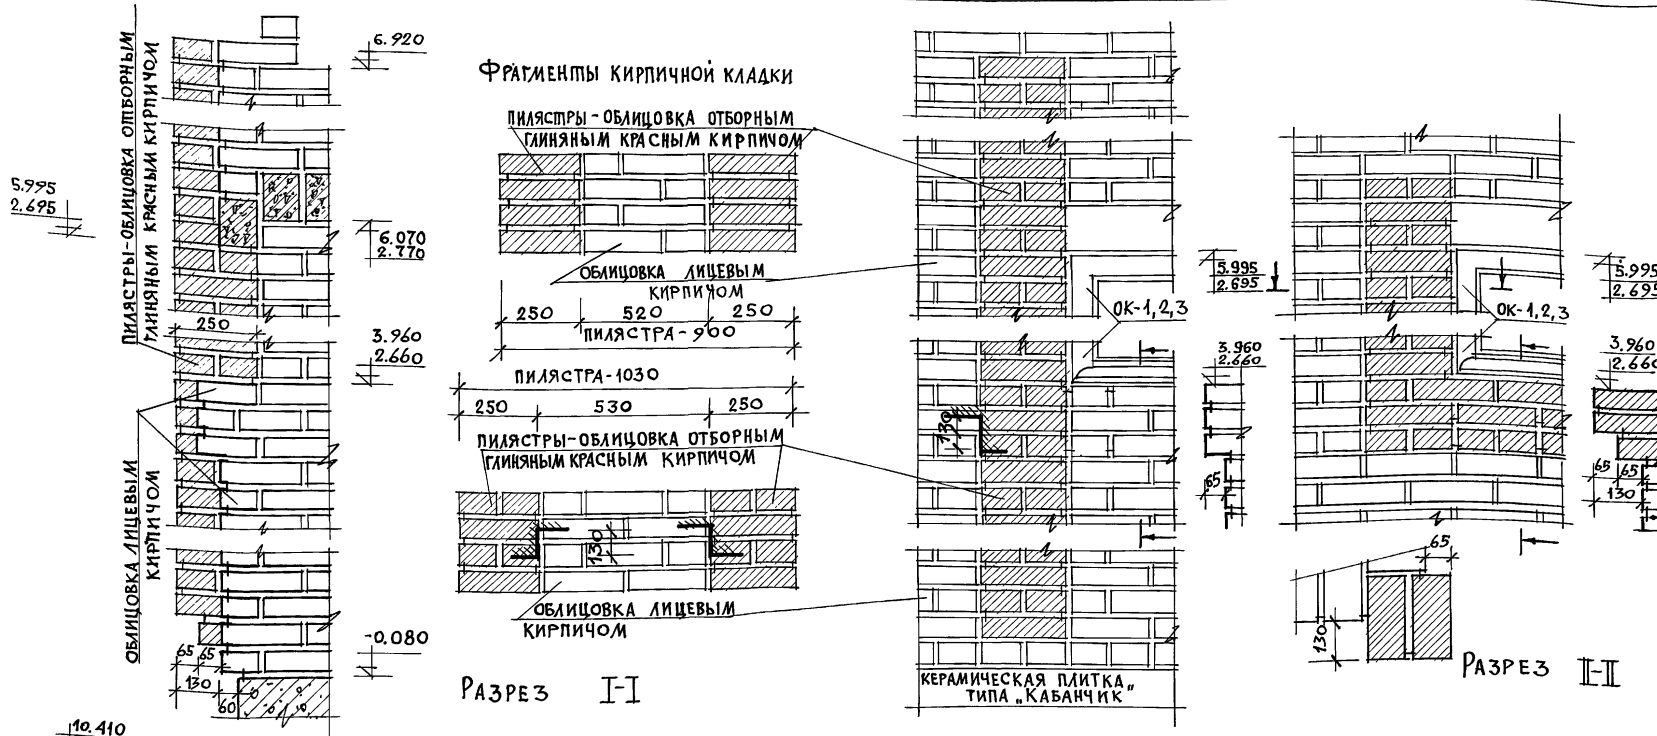 ПИЛЯСТРЫ-ОБЛИЦОВКА ОТБОРНЫМ
ГЛИНЯНЫМ КРАСНЫМ КИРПИЧОМ
ОБЛИЦОВКА ЛИЦЕВЫМ
КИРПИЧОМ
5.995
2.695
10.410
250
65 65
130
60
6.920
6.070
2.770
3.960
2.660
-0.080
ФРАГМЕНТЫ КИРПИЧНОЙ КЛАДКИ
ПИЛЯСТРЫ-ОБЛИЦОВКА ОТБОРНЫМ
ГЛИНЯНЫМ КРАСНЫМ КИРПИЧОМ
ОБЛИЦОВКА ЛИЦЕВЫМ
КИРПИЧОМ
250 520 250
ПИЛЯСТРА-900
ПИЛЯСТРА-1030
250 530 250
ПИЛЯСТРЫ-ОБЛИЦОВКА ОТБОРНЫМ
ГЛИНЯНЫМ КРАСНЫМ КИРПИЧОМ
130
ОБЛИЦОВКА ЛИЦЕВЫМ
КИРПИЧОМ
РАЗРЕЗ I-I
5.995
2.695
ОК-1,2,3
3.960
2.660
130
65
КЕРАМИЧЕСКАЯ ПЛИТКА
ТИПА „КАБАНЧИК"
5.995
2.695
ОК-1,2,3
3.960
2.660
65 65
130
65
130
РАЗРЕЗ II-II